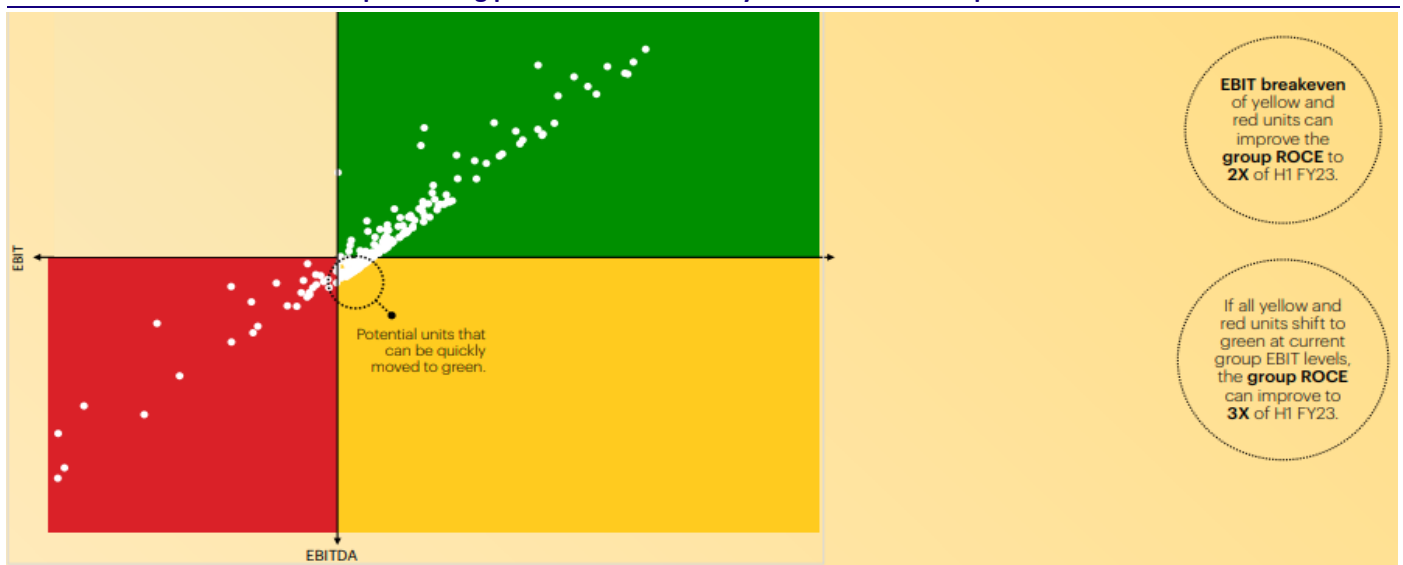 EBIT
EBITDA
Potential units that
can be quickly
moved to green.
EBIT breakeven
of yellow and
red units can
improve the
group ROCE to
2X of H1 FY23.
If all yellow and
red units shift to
green at current
group EBIT levels,
the group ROCE
can improve to
3X of H1 FY23.